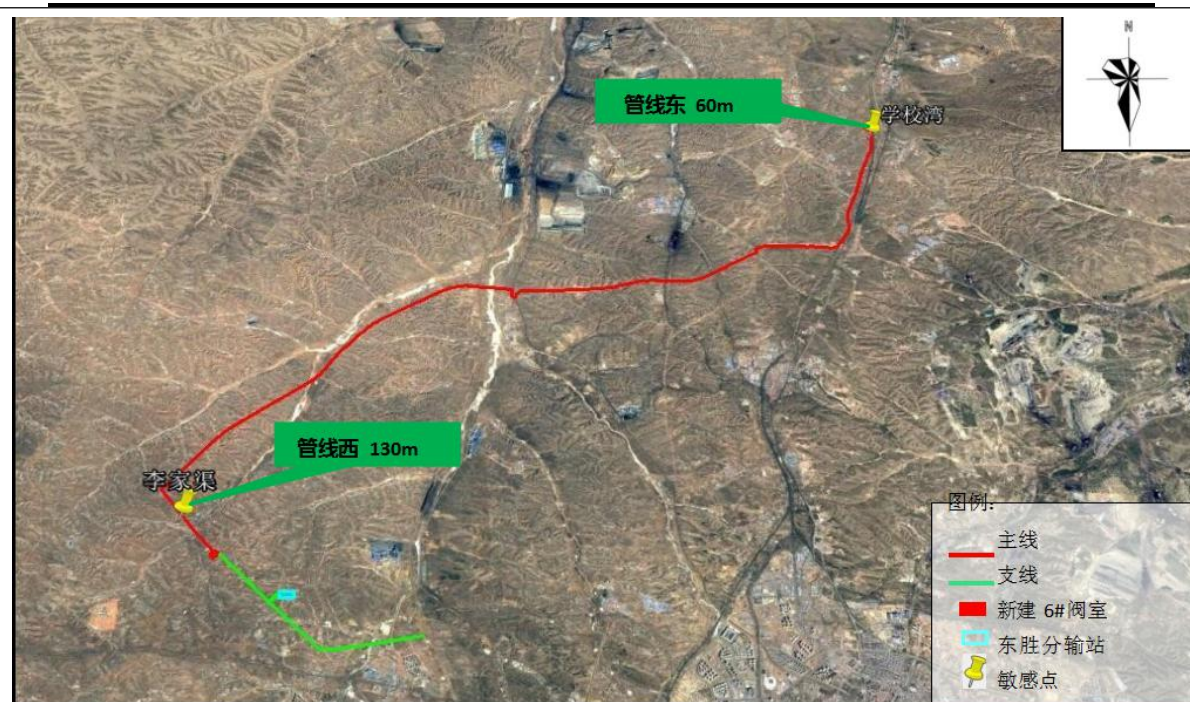 N
管线东 60m
学校湾
管线西 130m
李家渠
图例:
主线
支线
新建 6#阀室
东胜分输站
敏感点